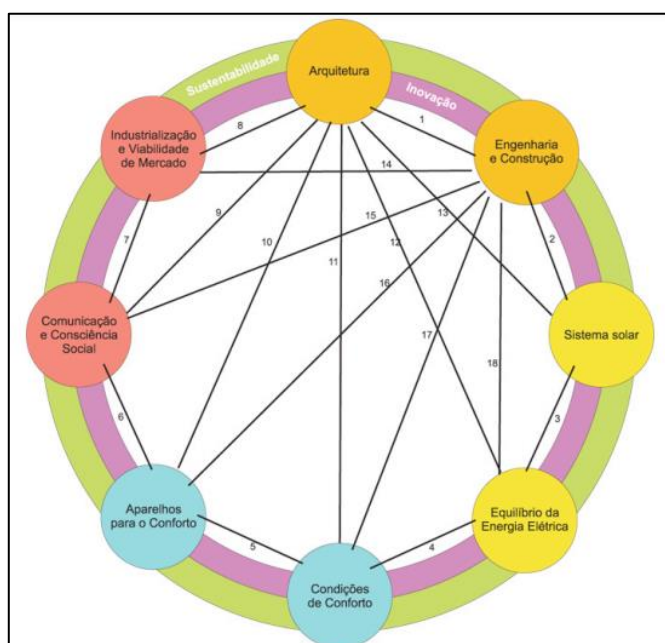 Sustentabilidade
Arquitetura
Inovação
Industrialização
e Viabilidade
de Mercado
8
1
Engenharia
e Construção
14
7
9
15
13
10
12
2
11
16
Comunicação
e Consciência
Social
17
Sistema solar
18
6
3
Aparelhos
para o Conforto
Equilíbrio da
Energia Elétrica
5
4
Condições
de Conforto